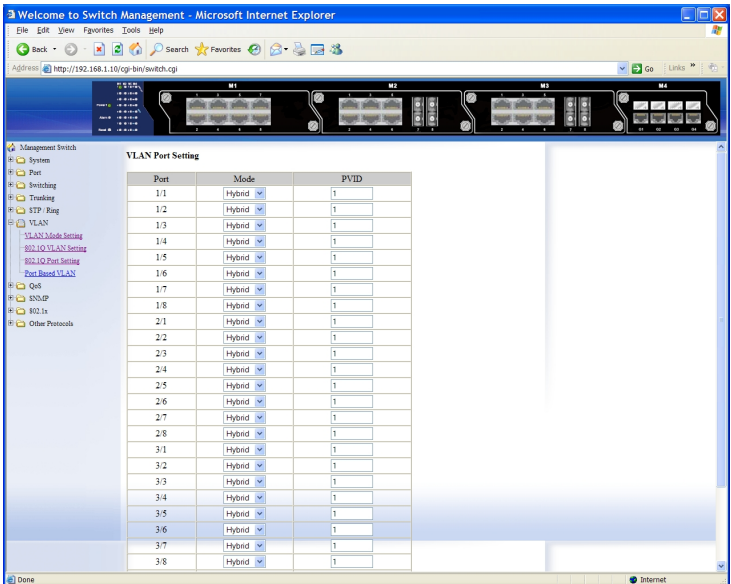 Welcome to Switch Management - Microsoft Internet Explorer
File Edit View Favorites Tools Help
Back Search Favorites
Address http://192.168.1.10/cgi-bin/switch.cgi Go Links »
M1 M2 M3 M4
Management Switch
System
Port
Switching
Trunking
STP / Ring
VLAN
VLAN Mode Setting
802.1Q VLAN Setting
802.1Q Port Setting
Port Based VLAN
QoS
SNMP
802.1x
Other Protocols
VLAN Port Setting
Port Mode PVID
1/1 Hybrid 1
1/2 Hybrid 1
1/3 Hybrid 1
1/4 Hybrid 1
1/5 Hybrid 1
1/6 Hybrid 1
1/7 Hybrid 1
1/8 Hybrid 1
2/1 Hybrid 1
2/2 Hybrid 1
2/3 Hybrid 1
2/4 Hybrid 1
2/5 Hybrid 1
2/6 Hybrid 1
2/7 Hybrid 1
2/8 Hybrid 1
3/1 Hybrid 1
3/2 Hybrid 1
3/3 Hybrid 1
3/4 Hybrid 1
3/5 Hybrid 1
3/6 Hybrid 1
3/7 Hybrid 1
3/8 Hybrid 1
Done Internet